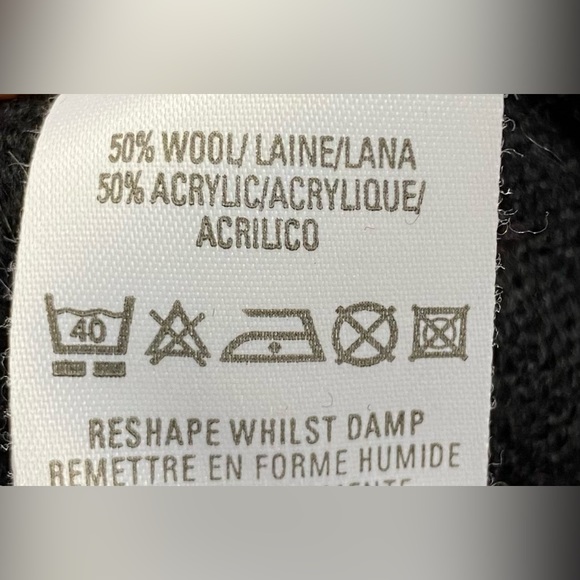 50% WOOL/ LAINE/LANA
50% ACRYLIC/ACRYLIQUE/
ACRILICO
40
RESHAPE WHILST DAMP
REMETTRE EN FORME HUMIDE